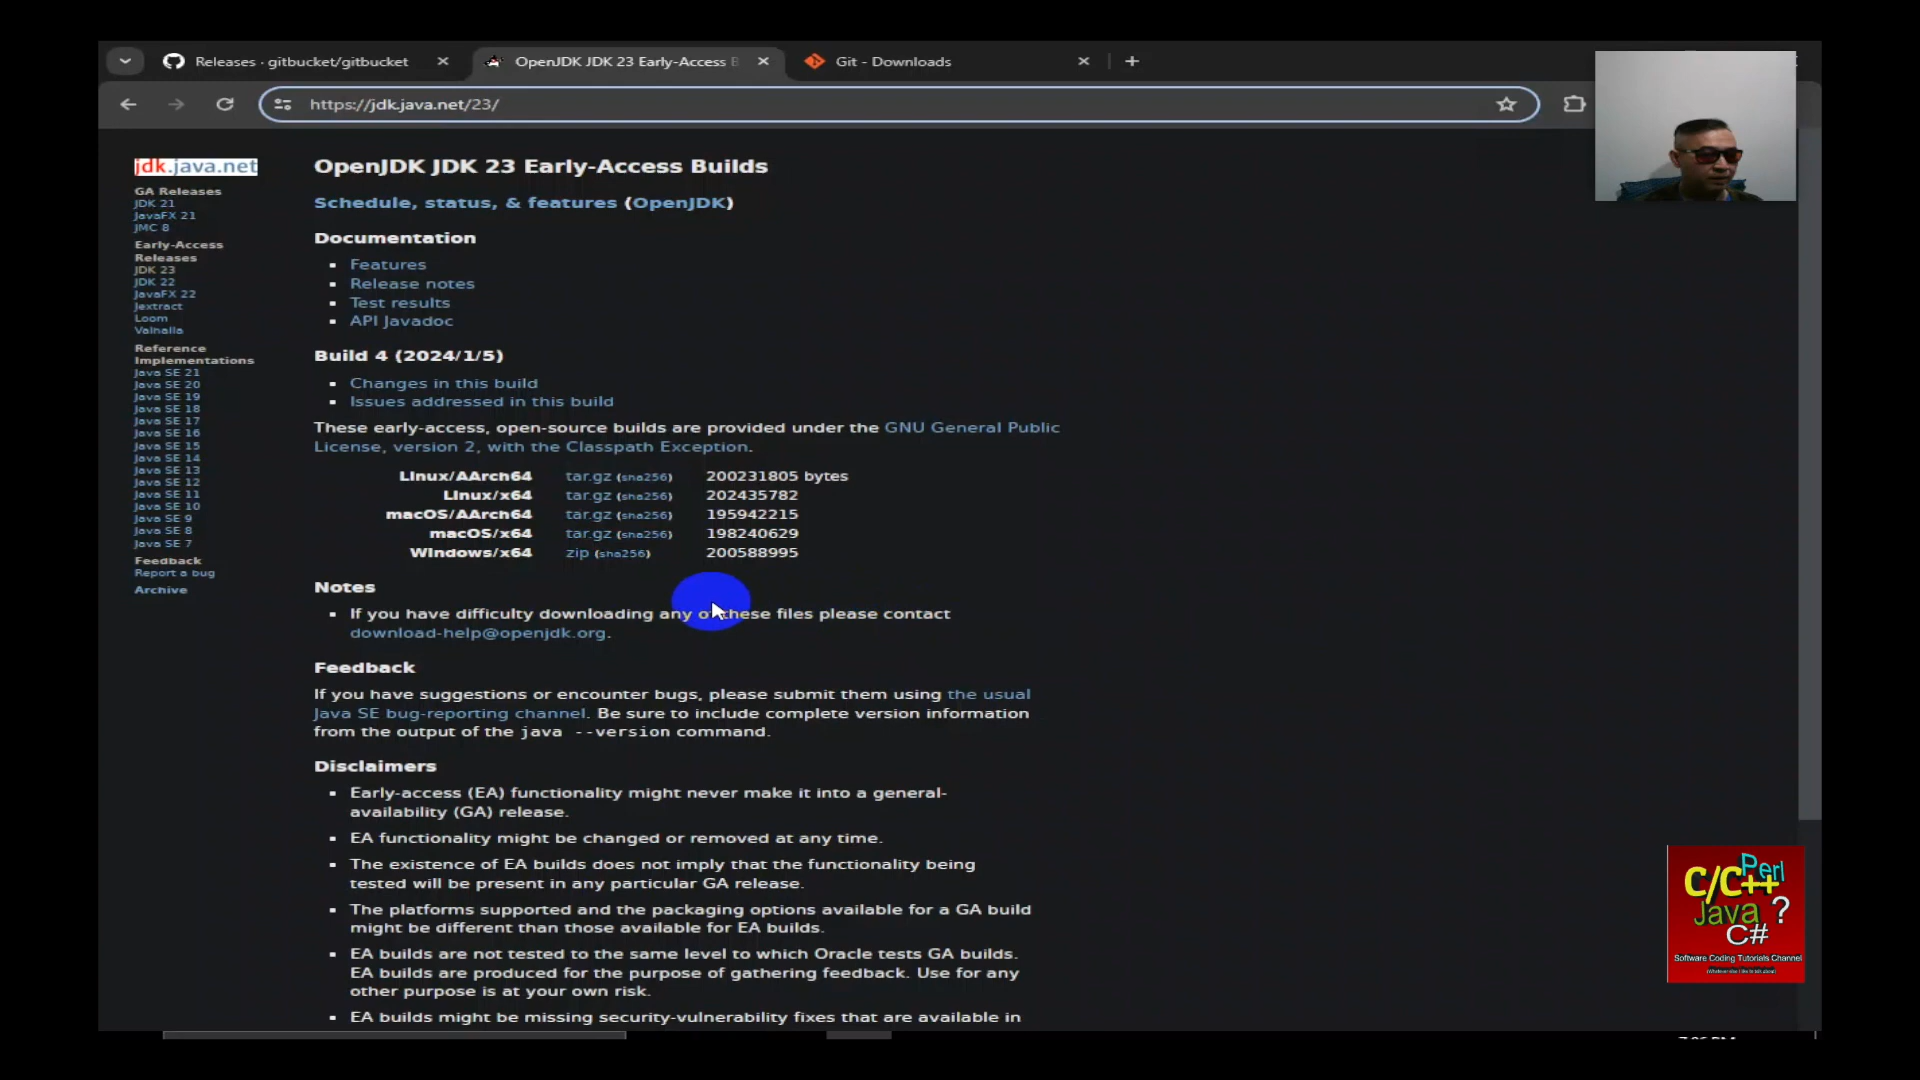 Releases · gitbucket/gitbucket
OpenJDK JDK 23 Early-Access B
Git - Downloads
https://jdk.java.net/23/
jdk.java.net
GA Releases
JDK 21
JavaFX 21
JMC 8
Early-Access
Releases
JDK 23
JDK 22
JavaFX 22
Jextract
Loom
Valhalla
Reference
Implementations
Java SE 21
Java SE 20
Java SE 19
Java SE 18
Java SE 17
Java SE 16
Java SE 15
Java SE 14
Java SE 13
Java SE 12
Java SE 11
Java SE 10
Java SE 9
Java SE 8
Java SE 7
Feedback
Report a bug
Archive
OpenJDK JDK 23 Early-Access Builds
Schedule, status, & features (OpenJDK)
Documentation
Features
Release notes
Test results
API Javadoc
Build 4 (2024/1/5)
Changes in this build
Issues addressed in this build
These early-access, open-source builds are provided under the GNU General Public
License, version 2, with the Classpath Exception.
Linux/AArch64 tar.gz (sha256) 200231805 bytes
Linux/x64 tar.gz (sha256) 202435782
macOS/AArch64 tar.gz (sha256) 195942215
macOS/x64 tar.gz (sha256) 198240629
Windows/x64 zip (sha256) 200588995
Notes
If you have difficulty downloading any of these files please contact
download-help@openjdk.org.
Feedback
If you have suggestions or encounter bugs, please submit them using the usual
Java SE bug-reporting channel. Be sure to include complete version information
from the output of the java --version command.
Disclaimers
Early-access (EA) functionality might never make it into a general-
availability (GA) release.
EA functionality might be changed or removed at any time.
The existence of EA builds does not imply that the functionality being
tested will be present in any particular GA release.
The platforms supported and the packaging options available for a GA build
might be different than those available for EA builds.
EA builds are not tested to the same level to which Oracle tests GA builds.
EA builds are produced for the purpose of gathering feedback. Use for any
other purpose is at your own risk.
EA builds might be missing security-vulnerability fixes that are available in
Perl
C/C++
Java ?
C#
Software Coding Tutorials Channel